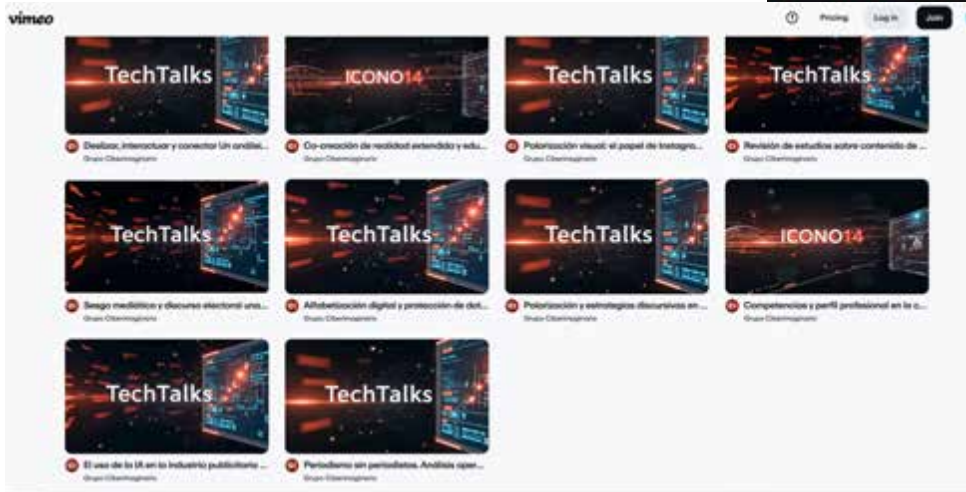 vimeo
Pricing
Log in
Join
TechTalks
ICONO14
TechTalks
TechTalks
Deslizar, interactuar y conectar Un análisi...
Co-creación de realidad extendida y edu...
Polarización visual: el papel de Instagra...
Revisión de estudios sobre contenido de ...
Grupo Ciberimaginario
Grupo Ciberimaginario
Grupo Ciberimaginario
Grupo Ciberimaginario
TechTalks
TechTalks
TechTalks
ICONO14
Sesgo mediático y discurso electoral una...
Alfabetización digital y protección de dat...
Polarización y estrategias discursivas en ...
Competencias y perfil profesional en la c...
Grupo Ciberimaginario
Grupo Ciberimaginario
Grupo Ciberimaginario
Grupo Ciberimaginario
TechTalks
TechTalks
El uso de la IA en la industria publicitaria ...
Periodismo sin periodistas. Análisis oper...
Grupo Ciberimaginario
Grupo Ciberimaginario